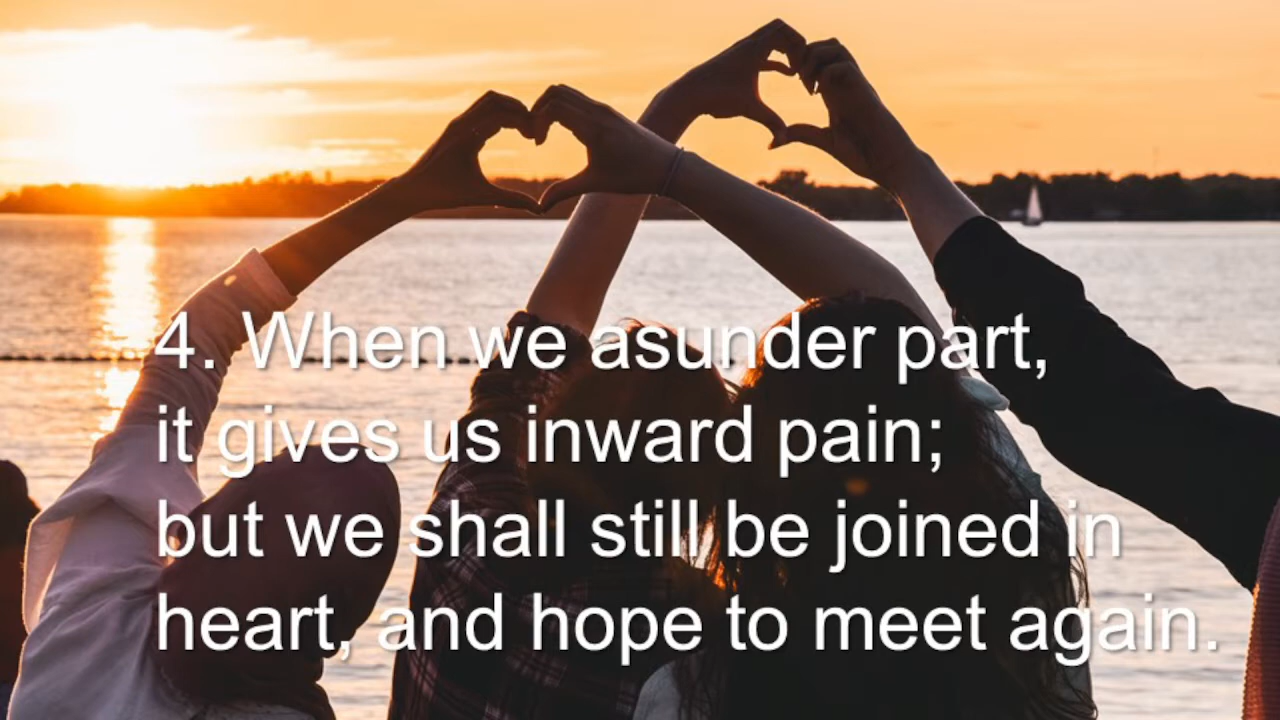 4. When we asunder part,
it gives us inward pain;
but we shall still be joined in
heart, and hope to meet again.